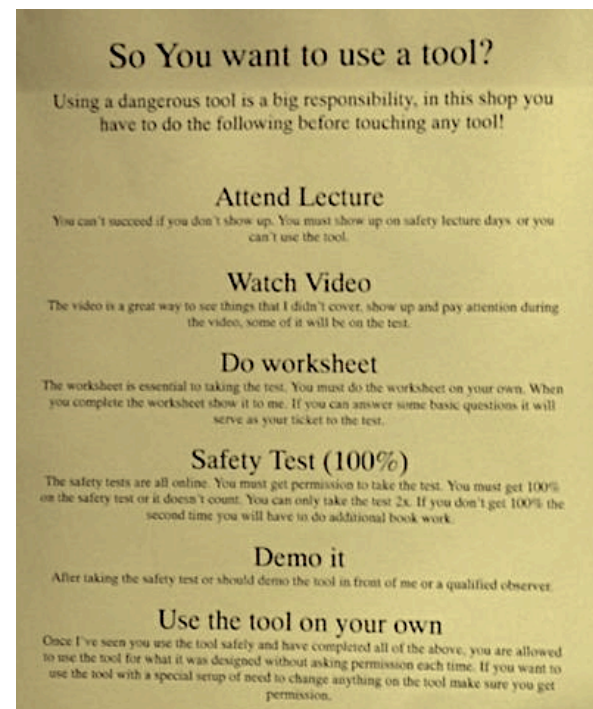 So You want to use a tool?
Using a dangerous tool is a big responsibility, in this shop you
have to do the following before touching any tool!
Attend Lecture
You can't succeed if you don't show up. You must show up on safety lecture days or you
can't use the tool.
Watch Video
The video is a great way to see things that I didn't cover, show up and pay attention during
the video, some of it will be on the test.
Do worksheet
The worksheet is essential to taking the test. You must do the worksheet on your own. When
you complete the worksheet show it to me. If you can answer some basic questions it will
serve as your ticket to the test.
Safety Test (100%)
The safety tests are all online. You must get permission to take the test. You must get 100%
on the safety test or it doesn't count. You can only take the test 2x. If you don't get 100% the
second time you will have to do additional book work.
Demo it
After taking the safety test or should demo the tool in front of me or a qualified observer.
Use the tool on your own
Once I've seen you use the tool safely and have completed all of the above, you are allowed
to use the tool for what it was designed without asking permission each time. If you want to
use the tool with a special setup of need to change anything on the tool make sure you get
permission.